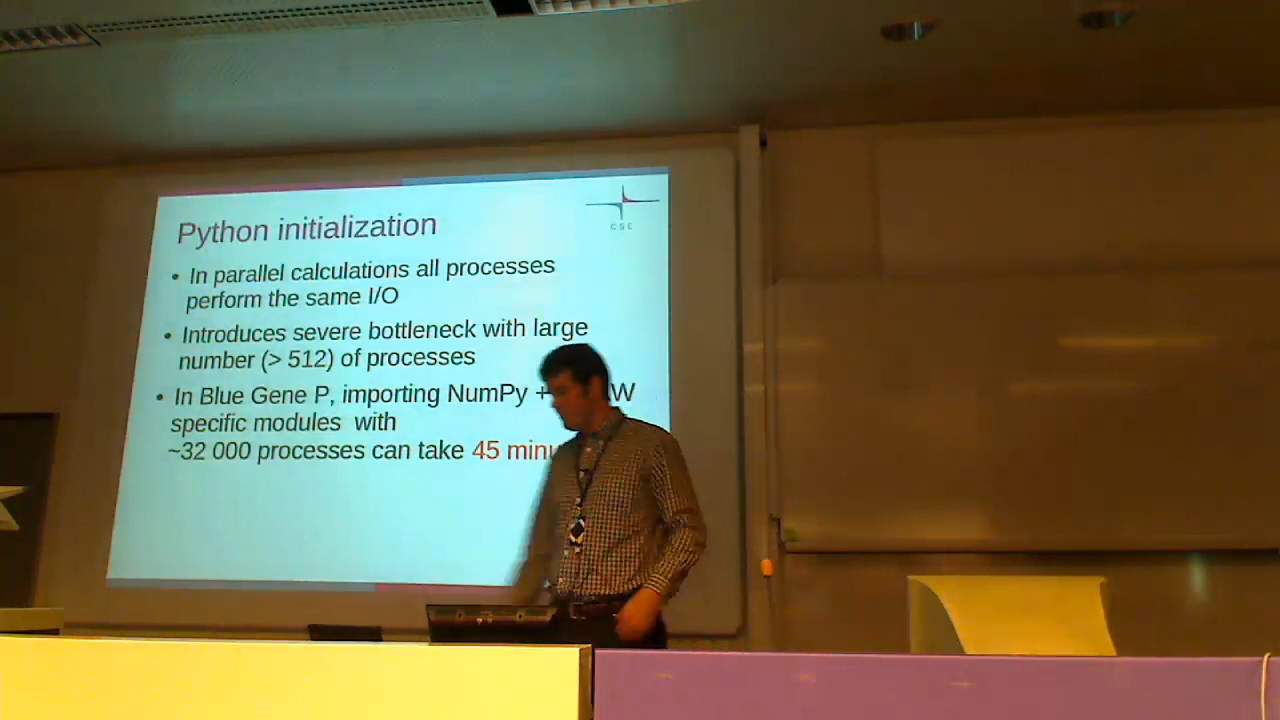 Python initialization
CSC
• In parallel calculations all processes
perform the same I/O
• Introduces severe bottleneck with large
number (> 512) of processes
• In Blue Gene P, importing NumPy + W
specific modules with
~32 000 processes can take 45 minu